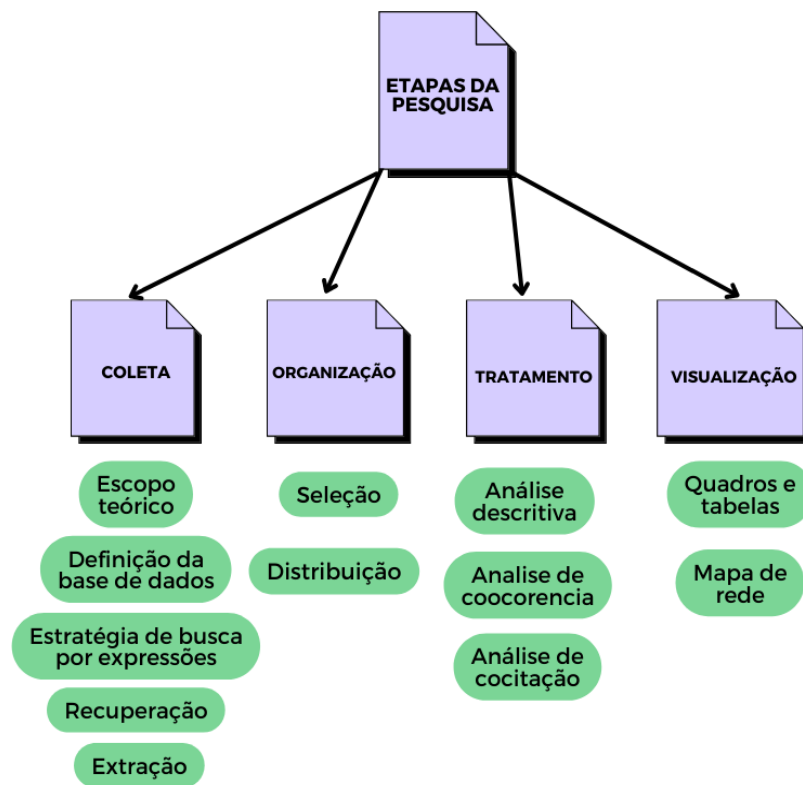 ETAPAS DA
PESQUISA
COLETA
ORGANIZAÇÃO
TRATAMENTO
VISUALIZAÇÃO
Escopo
teórico
Definição da
base de dados
Estratégia de busca
por expressões
Recuperação
Extração
Seleção
Distribuição
Análise
descritiva
Analise de
coocorencia
Análise de
cocitação
Quadros e
tabelas
Mapa de
rede